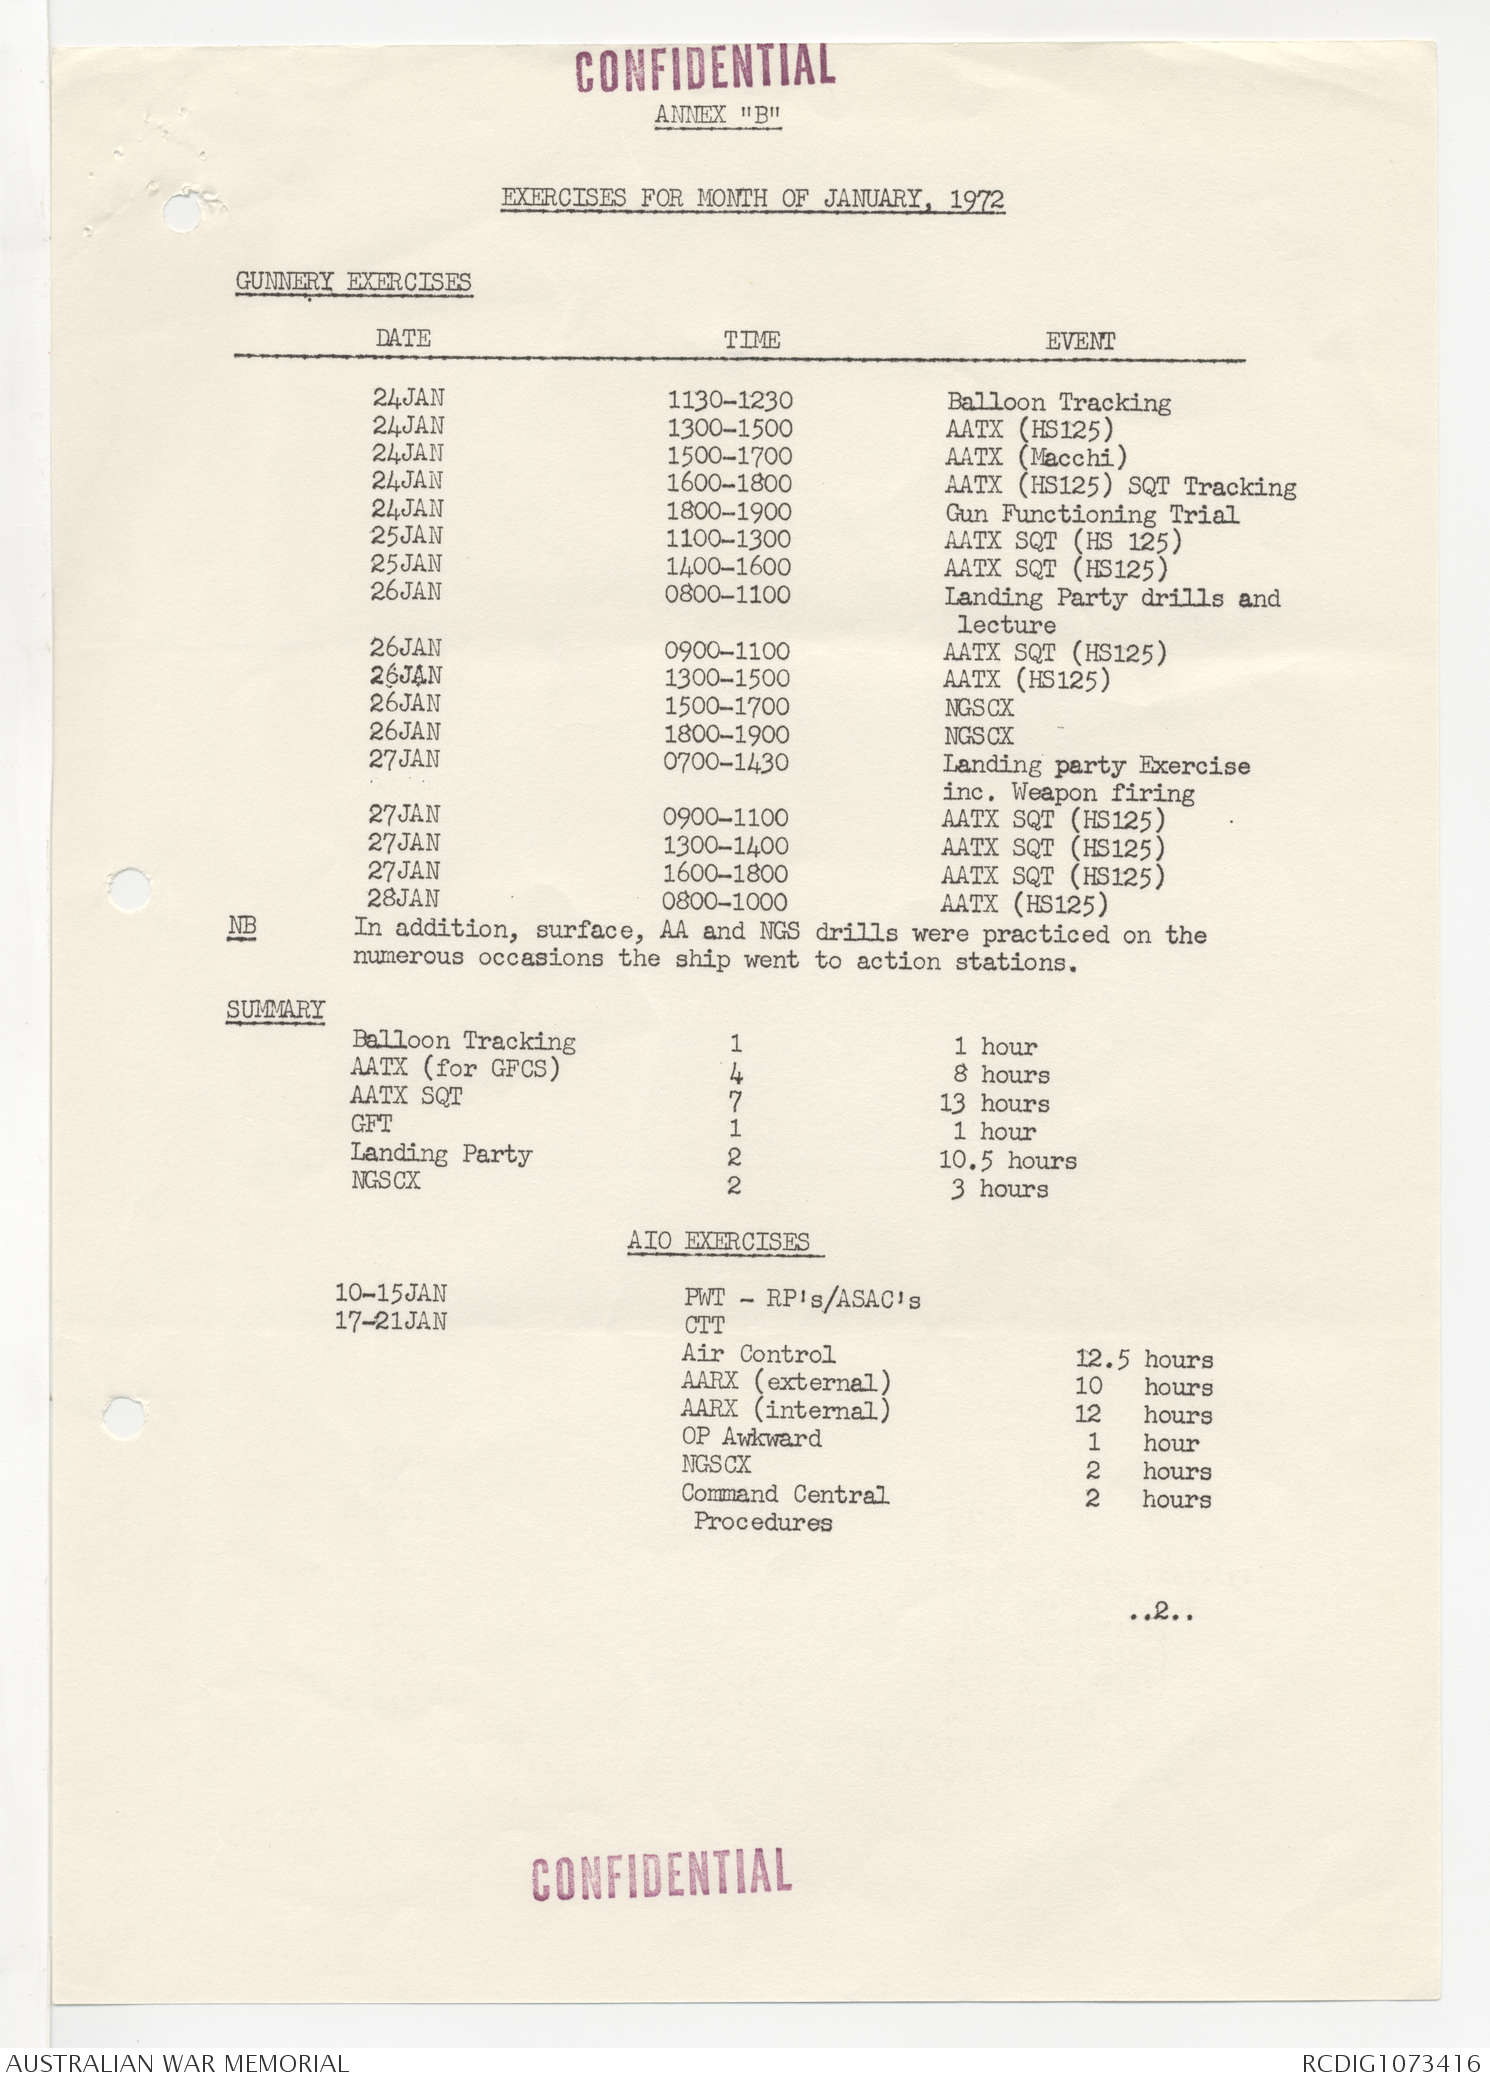 CONFIDENTIAL
ANNEX "B"
EXERCISES FOR MONTH OF JANUARY, 1972
GUNNERY EXERCISES
DATE TIME EVENT
24JAN 1130-1230 Balloon Tracking
24JAN 1300-1500 AATX (HS125)
24JAN 1500-1700 AATX (Macchi)
24JAN 1600-1800 AATX (HS125) SQT Tracking
24JAN 1800-1900 Gun Functioning Trial
25JAN 1100-1300 AATX SQT (HS 125)
25JAN 1400-1600 AATX SQT (HS125)
26JAN 0800-1100 Landing Party drills and
lecture
26JAN 0900-1100 AATX SQT (HS125)
26JAN 1300-1500 AATX (HS125)
26JAN 1500-1700 NGSCX
26JAN 1800-1900 NGSCX
27JAN 0700-1430 Landing party Exercise
inc. Weapon firing
27JAN 0900-1100 AATX SQT (HS125)
27JAN 1300-1400 AATX SQT (HS125)
27JAN 1600-1800 AATX SQT (HS125)
28JAN 0800-1000 AATX (HS125)
NB In addition, surface, AA and NGS drills were practiced on the
numerous occasions the ship went to action stations.
SUMMARY
Balloon Tracking 1 1 hour
AATX (for GFCS) 4 8 hours
AATX SQT 7 13 hours
GFT 1 1 hour
Landing Party 2 10.5 hours
NGSCX 2 3 hours
AIO EXERCISES
10-15JAN PWT - RP's/ASAC's
17-21JAN CTT
Air Control 12.5 hours
AARX (external) 10 hours
AARX (internal) 12 hours
OP Awkward 1 hour
NGSCX 2 hours
Command Central 2 hours
Procedures
..2..
CONFIDENTIAL
AUSTRALIAN WAR MEMORIAL RCDIG1073416